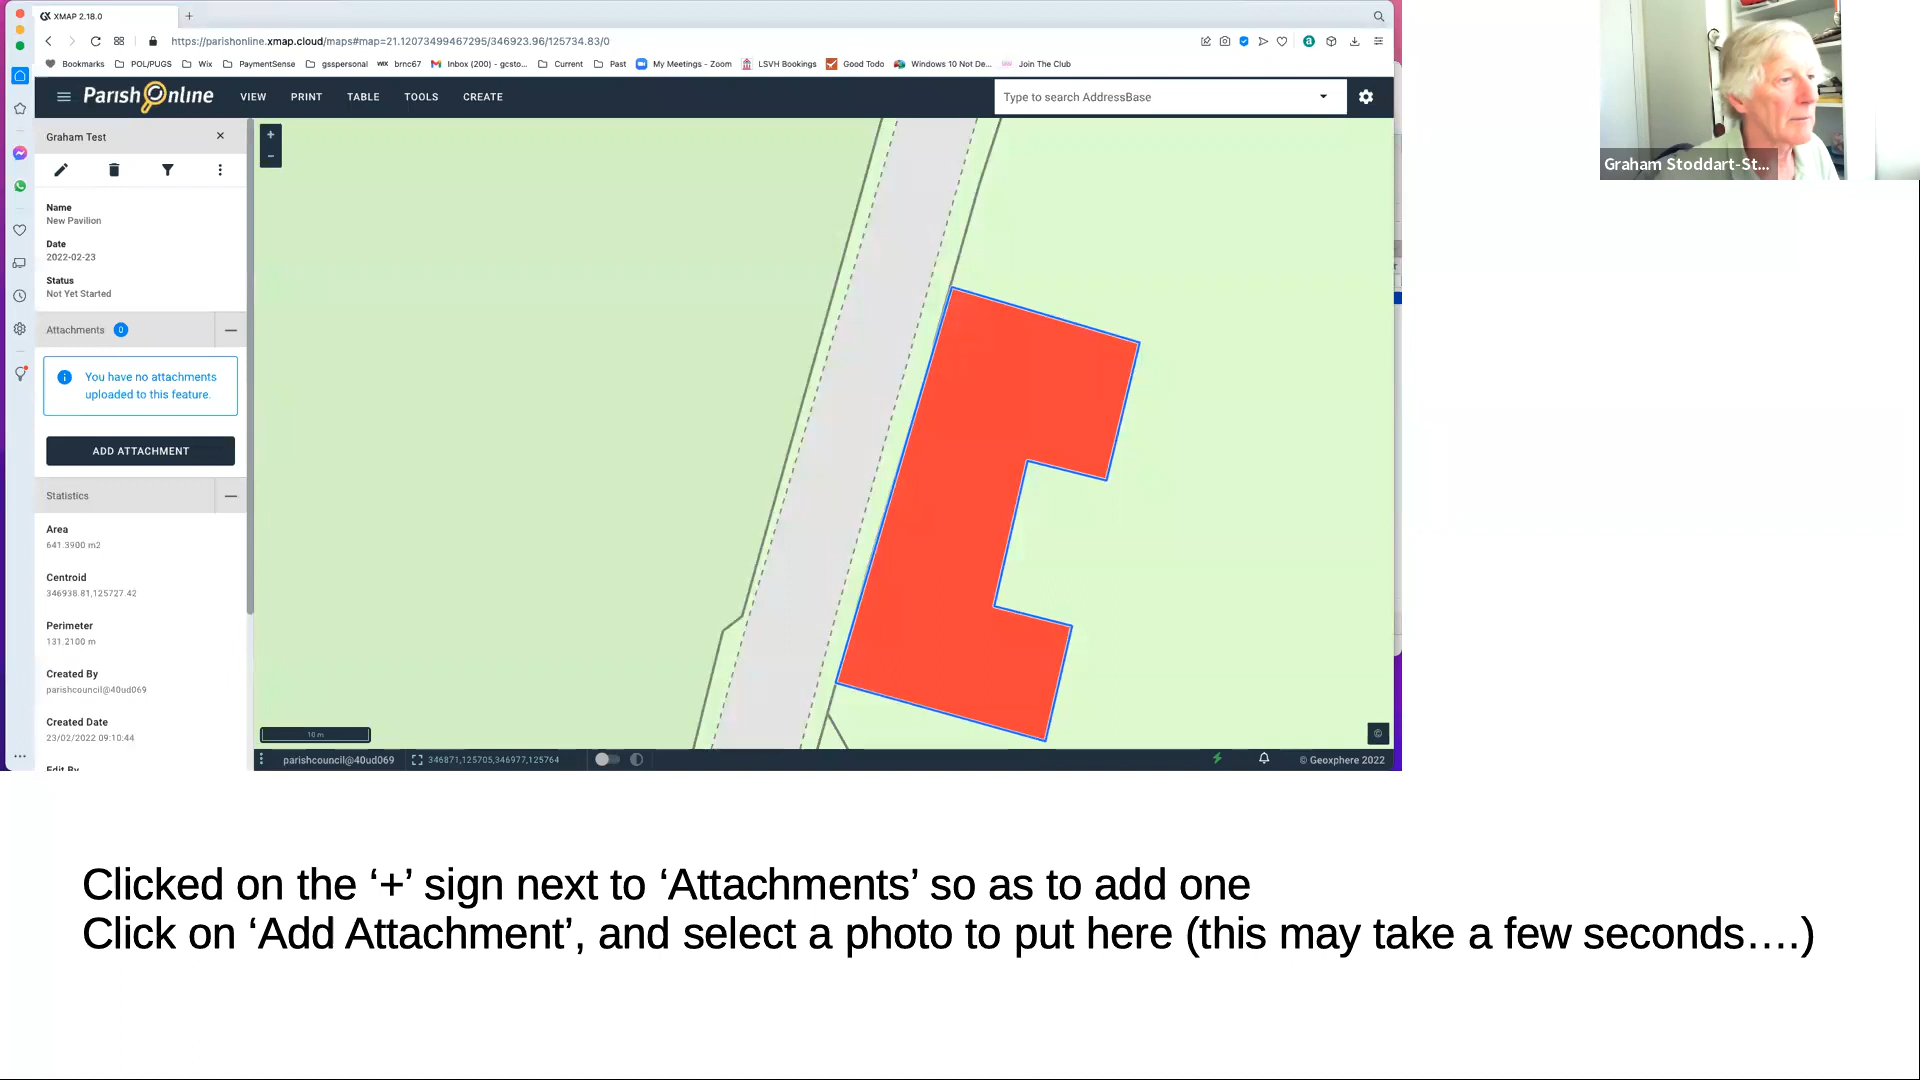 XMAP 2.18.0
https://parishonline.xmap.cloud/maps#map=21.12073499467295/346923.96/125734.83/0
Bookmarks POL/PUGS Wix PaymentSense gsspersonal WIX brnc67 Inbox (200) - gcsto... Current Past My Meetings - Zoom LSVH Bookings Good Todo Windows 10 Not De... Join The Club
Parish Online VIEW PRINT TABLE TOOLS CREATE Type to search AddressBase
Graham Test
Name
New Pavilion
Date
2022-02-23
Status
Not Yet Started
Attachments 0
You have no attachments
uploaded to this feature.
ADD ATTACHMENT
Statistics
Area
641.3900 m2
Centroid
346938.81,125727.42
Perimeter
131.2100 m
Created By
parishcouncil@40ud069
Created Date
23/02/2022 09:10:44
Edit By
10 m
parishcouncil@40ud069 346871,125705,346977,125764 © Geoxphere 2022
Graham Stoddart-St...
Clicked on the ‘+’ sign next to ‘Attachments’ so as to add one
Click on ‘Add Attachment’, and select a photo to put here (this may take a few seconds….)